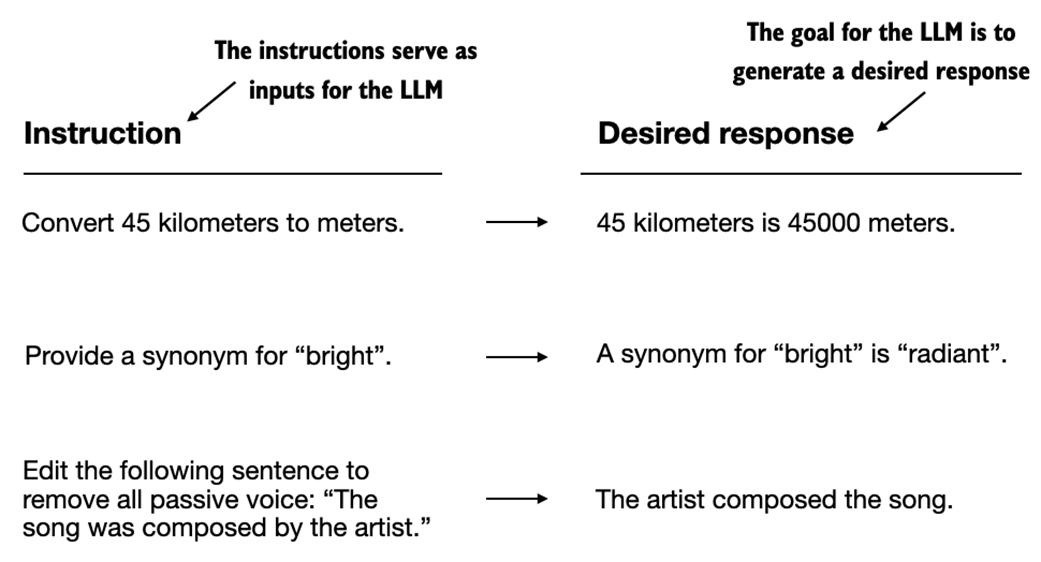 The instructions serve as
inputs for the LLM
The goal for the LLM is to
generate a desired response
Instruction
Desired response
Convert 45 kilometers to meters.
45 kilometers is 45000 meters.
Provide a synonym for “bright”.
A synonym for “bright” is “radiant”.
Edit the following sentence to
remove all passive voice: “The
song was composed by the artist.”
The artist composed the song.